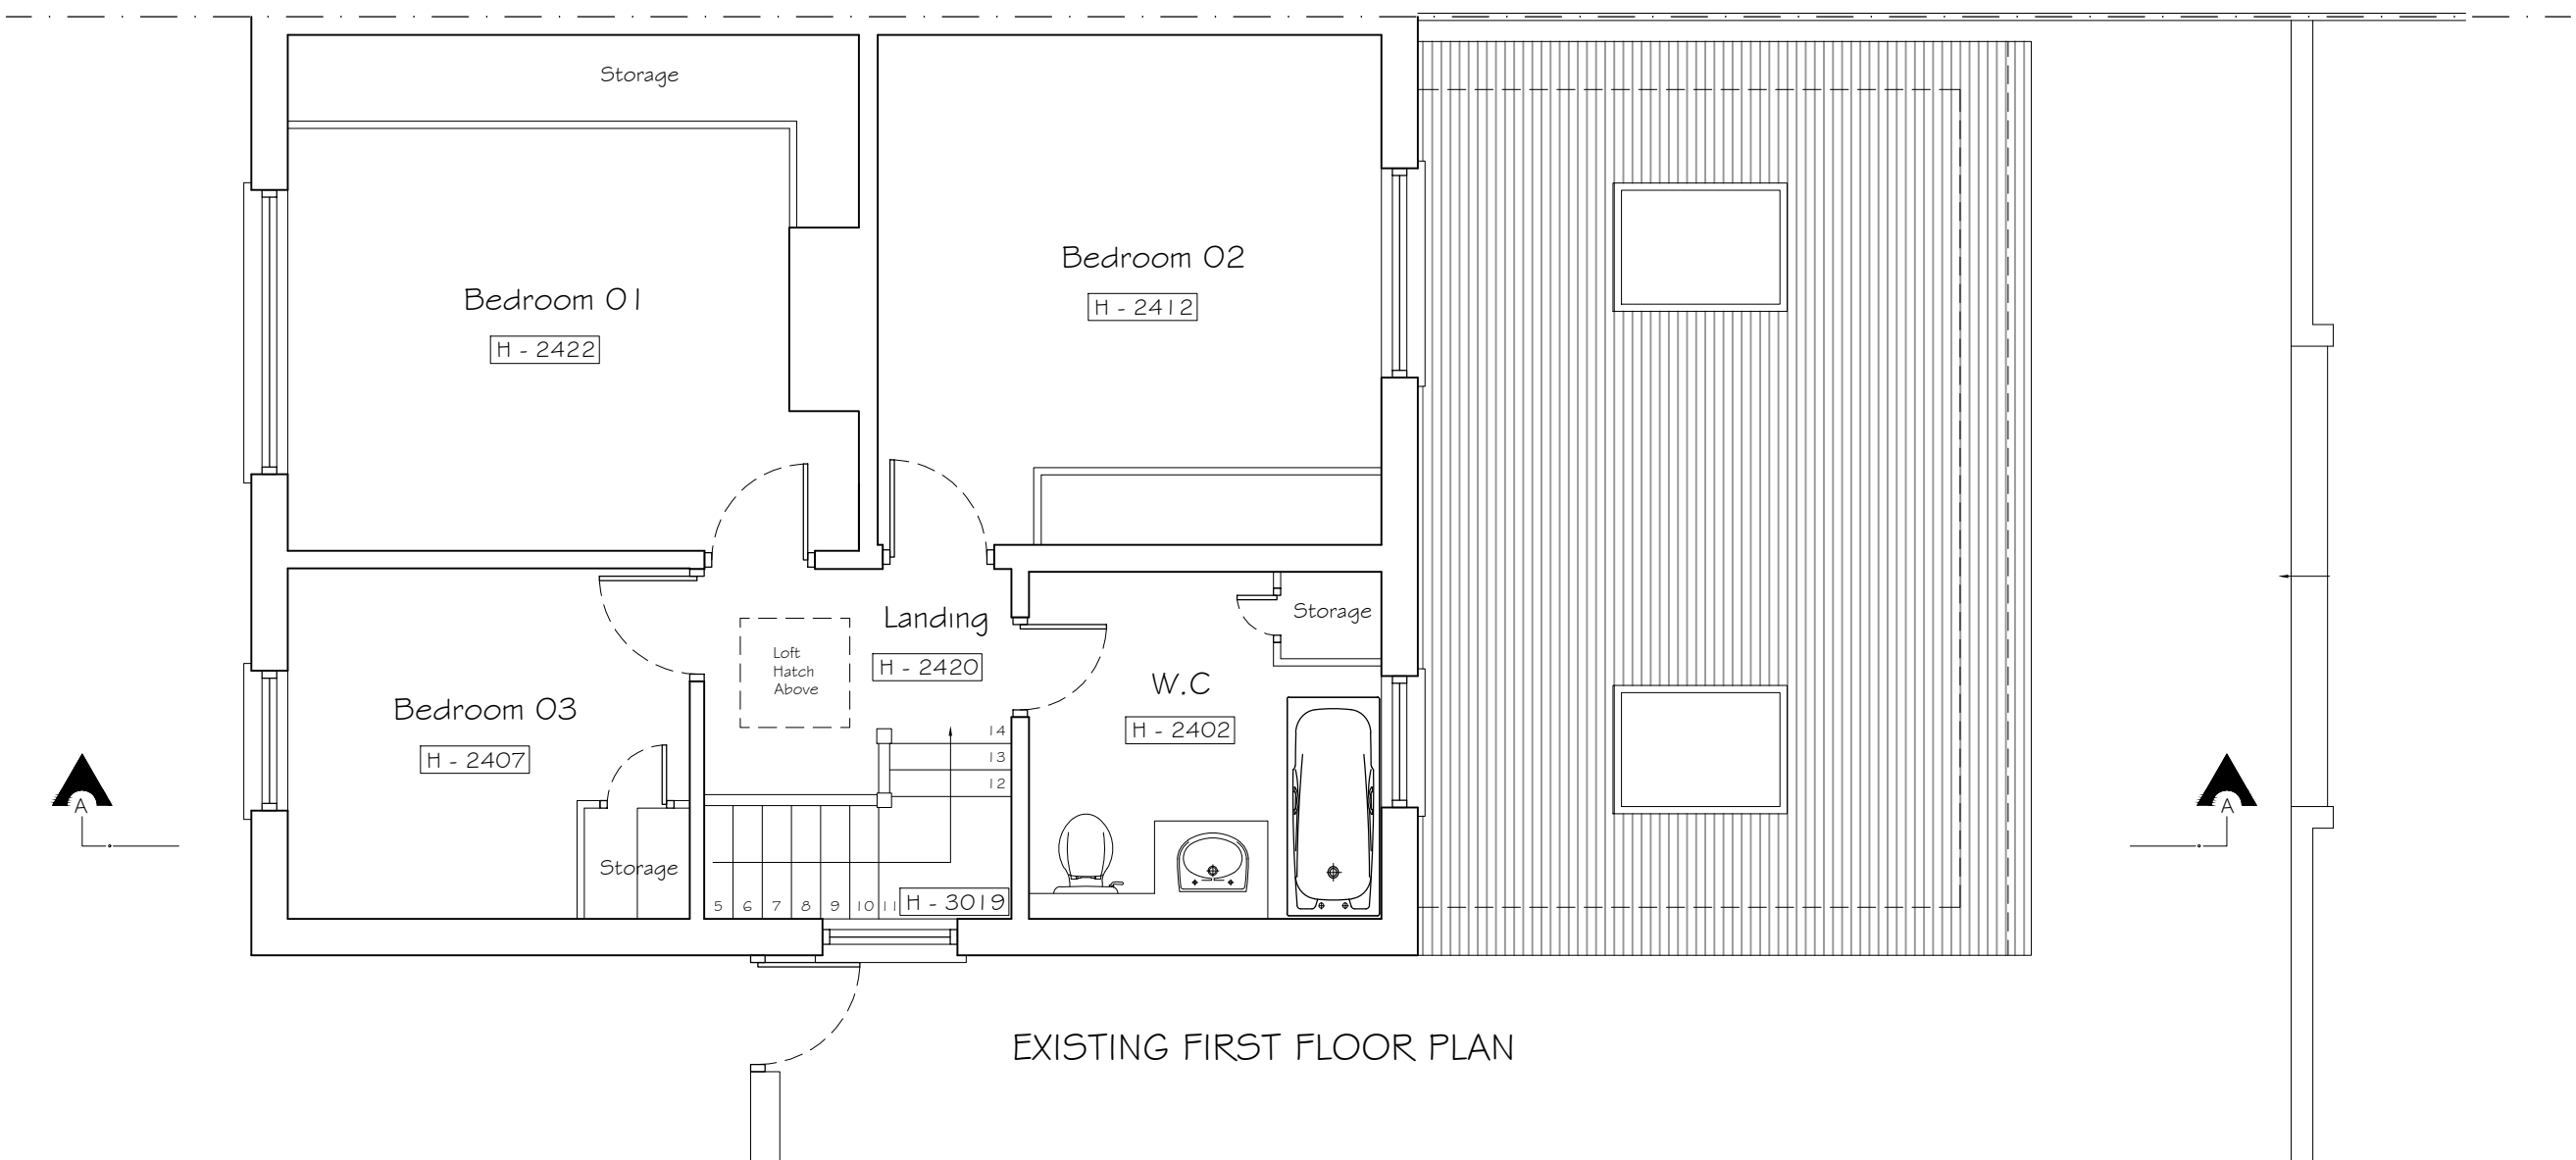 Storage
Bedroom 01
H - 2422
Bedroom 02
H - 2412
Landing
H - 2420
Loft
Hatch
Above
Storage
W.C
H - 2402
Bedroom 03
H - 2407
Storage
14
13
12
5 6 7 8 9 10 11
H - 3019
A
A
EXISTING FIRST FLOOR PLAN